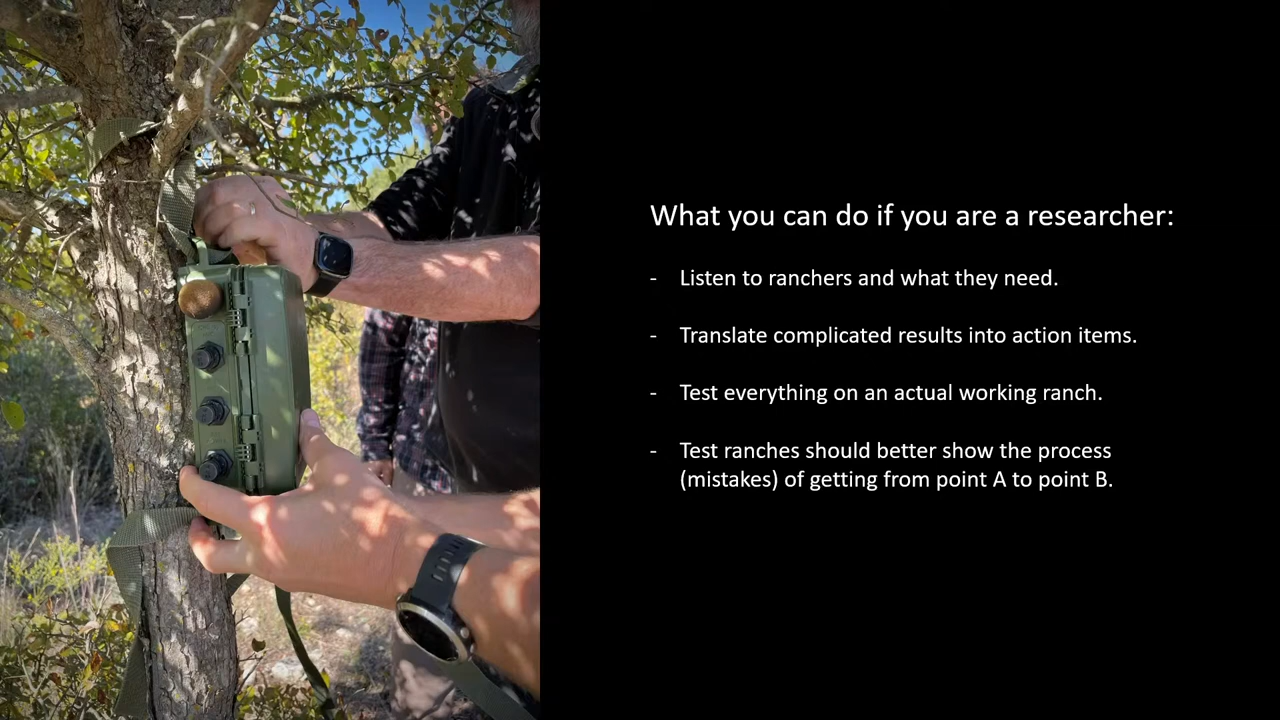 What you can do if you are a researcher:
- Listen to ranchers and what they need.
- Translate complicated results into action items.
- Test everything on an actual working ranch.
- Test ranches should better show the process
(mistakes) of getting from point A to point B.